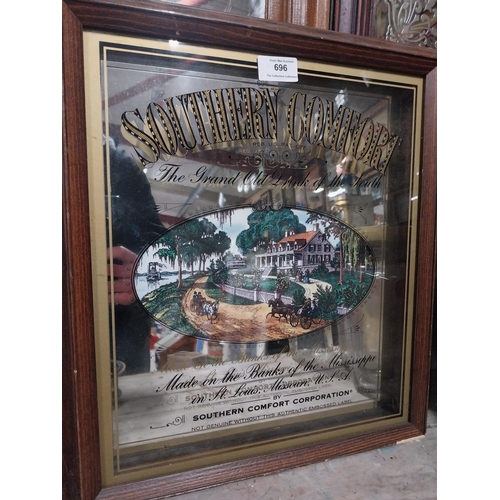 696
SOUTHERN COMFORT
The Grand Old Drink of the South
Made on the Banks of the Mississippi
in St. Louis, Missouri, U.S.A.
BY
SOUTHERN COMFORT CORPORATION
NOT GENUINE WITHOUT THIS AUTHENTIC EMBOSSED LABEL